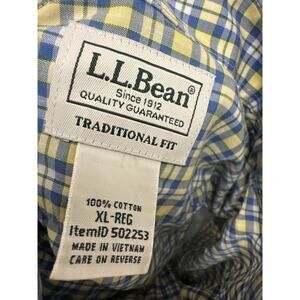 L.L.Bean®
Since 1912
QUALITY GUARANTEED
TRADITIONAL FIT
100% COTTON
XL-REG
ItemID 502253
MADE IN VIETNAM
CARE ON REVERSE